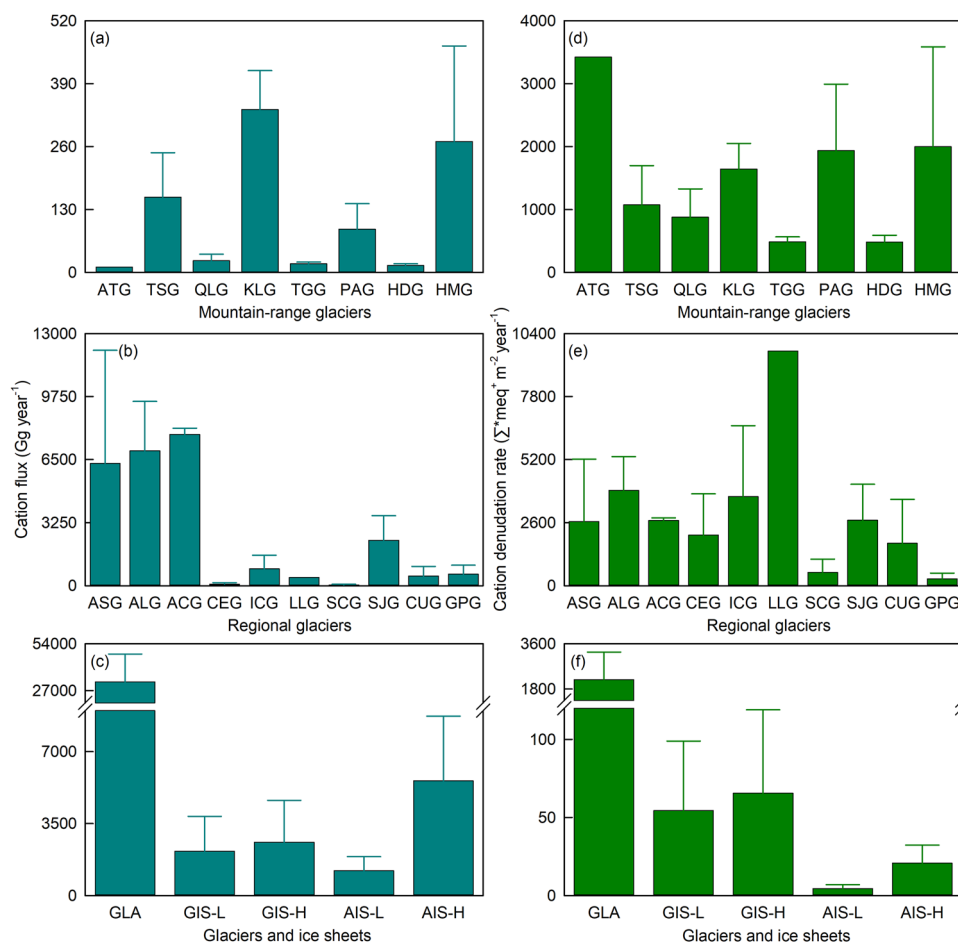 (a)
520
390
260
130
0
ATG TSG QLG KLG TGG PAG HDG HMG
Mountain-range glaciers
(d)
4000
3000
2000
1000
0
ATG TSG QLG KLG TGG PAG HDG HMG
Mountain-range glaciers
Cation flux (Gg year⁻¹)
(b)
13000
9750
6500
3250
0
ASG ALG ACG CEG ICG LLG SCG SJG CUG GPG
Regional glaciers
Cation denudation rate (∑*meq⁺ m⁻² year⁻¹)
(e)
10400
7800
5200
2600
0
ASG ALG ACG CEG ICG LLG SCG SJG CUG GPG
Regional glaciers
(c)
54000
27000
7000
3500
0
GLA GIS-L GIS-H AIS-L AIS-H
Glaciers and ice sheets
(f)
3600
1800
100
50
0
GLA GIS-L GIS-H AIS-L AIS-H
Glaciers and ice sheets